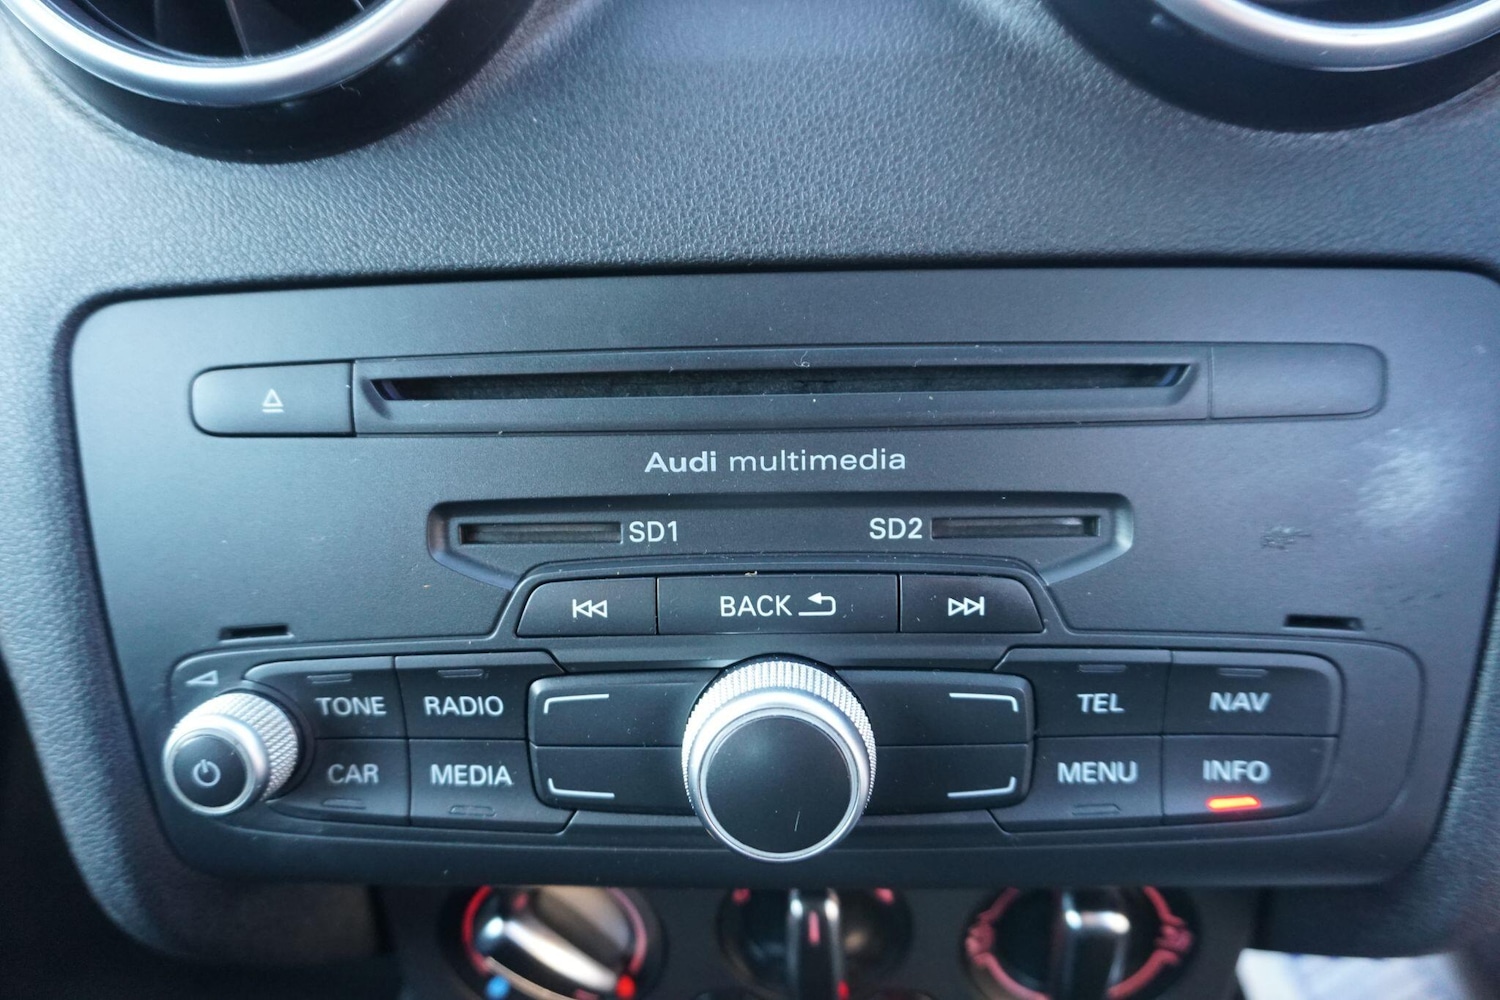 Audi multimedia
SD1 SD2
BACK
TONE RADIO TEL NAV
CAR MEDIA MENU INFO